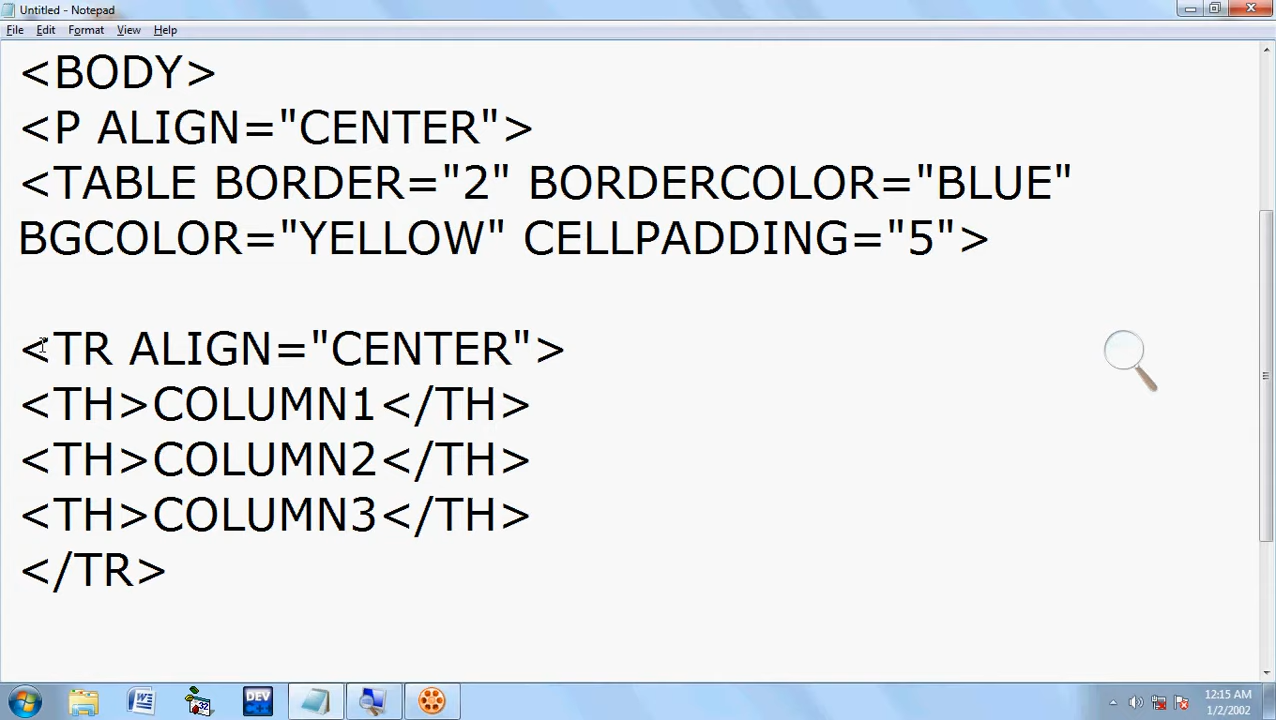 Untitled - Notepad
File Edit Format View Help
<BODY>
<P ALIGN="CENTER">
<TABLE BORDER="2" BORDERCOLOR="BLUE"
BGCOLOR="YELLOW" CELLPADDING="5">
<TR ALIGN="CENTER">
<TH>COLUMN1</TH>
<TH>COLUMN2</TH>
<TH>COLUMN3</TH>
</TR>
DEV
C++
32
12:15 AM
1/2/2002